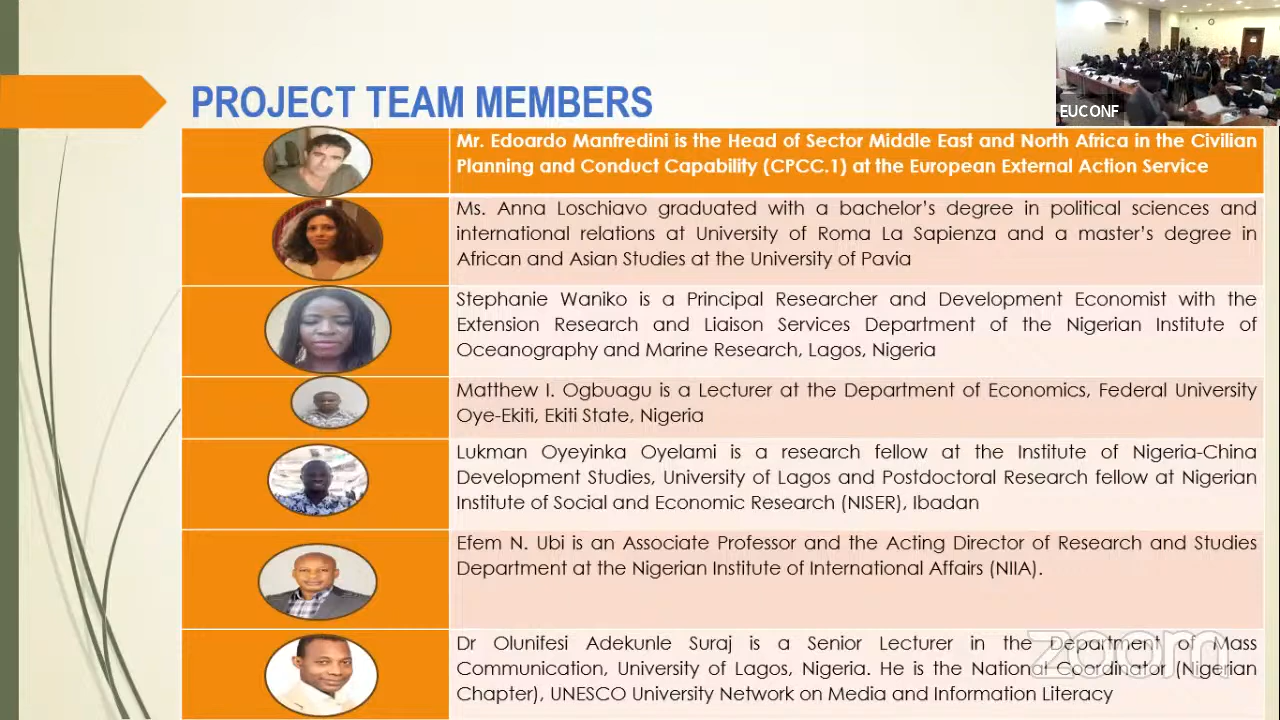 EUCONF
PROJECT TEAM MEMBERS
Mr. Edoardo Manfredini is the Head of Sector Middle East and North Africa in the Civilian
Planning and Conduct Capability (CPCC.1) at the European External Action Service
Ms. Anna Loschiavo graduated with a bachelor's degree in political sciences and
international relations at University of Roma La Sapienza and a master's degree in
African and Asian Studies at the University of Pavia
Stephanie Waniko is a Principal Researcher and Development Economist with the
Extension Research and Liaison Services Department of the Nigerian Institute of
Oceanography and Marine Research, Lagos, Nigeria
Matthew I. Ogbuagu is a Lecturer at the Department of Economics, Federal University
Oye-Ekiti, Ekiti State, Nigeria
Lukman Oyeyinka Oyelami is a research fellow at the Institute of Nigeria-China
Development Studies, University of Lagos and Postdoctoral Research fellow at Nigerian
Institute of Social and Economic Research (NISER), Ibadan
Efem N. Ubi is an Associate Professor and the Acting Director of Research and Studies
Department at the Nigerian Institute of International Affairs (NIIA).
Dr Olunifesi Adekunle Suraj is a Senior Lecturer in the Department of Mass
Communication, University of Lagos, Nigeria. He is the National Coordinator (Nigerian
Chapter), UNESCO University Network on Media and Information Literacy
zoom